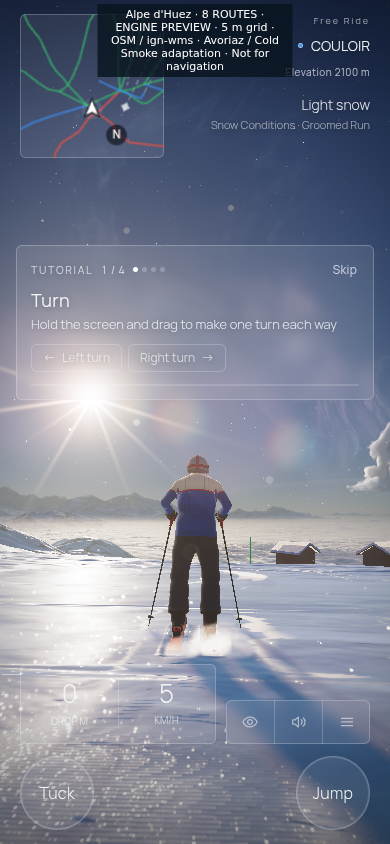 Alpe d'Huez · 8 ROUTES ·
ENGINE PREVIEW · 5 m grid ·
OSM / ign-wms · Avoriaz / Cold
Smoke adaptation · Not for
navigation
Free Ride
COULOIR
Elevation 2100 m
Light snow
Snow Conditions · Groomed Run
N
TUTORIAL 1 / 4
Skip
Turn
Hold the screen and drag to make one turn each way
← Left turn
Right turn →
0
5
DROP M
KM/H
Tuck
Jump